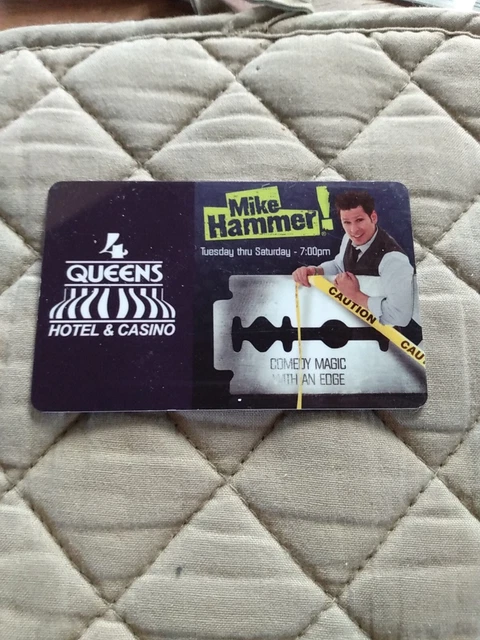 4
QUEENS
HOTEL & CASINO
Mike
Hammer!
Tuesday thru Saturday - 7:00pm
CAUTION
CAU
COMEDY MAGIC
WITH AN EDGE